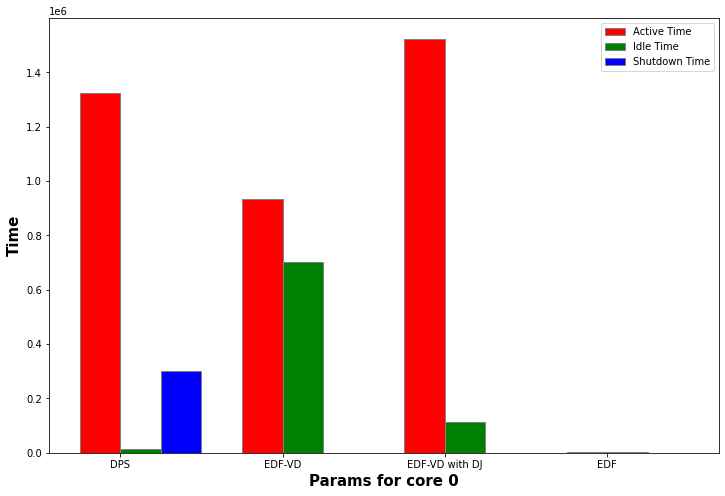 1e6
Active Time
Idle Time
Shutdown Time
1.4
1.2
1.0
0.8
0.6
0.4
0.2
0.0
Time
DPS EDF-VD EDF-VD with DJ EDF
Params for core 0